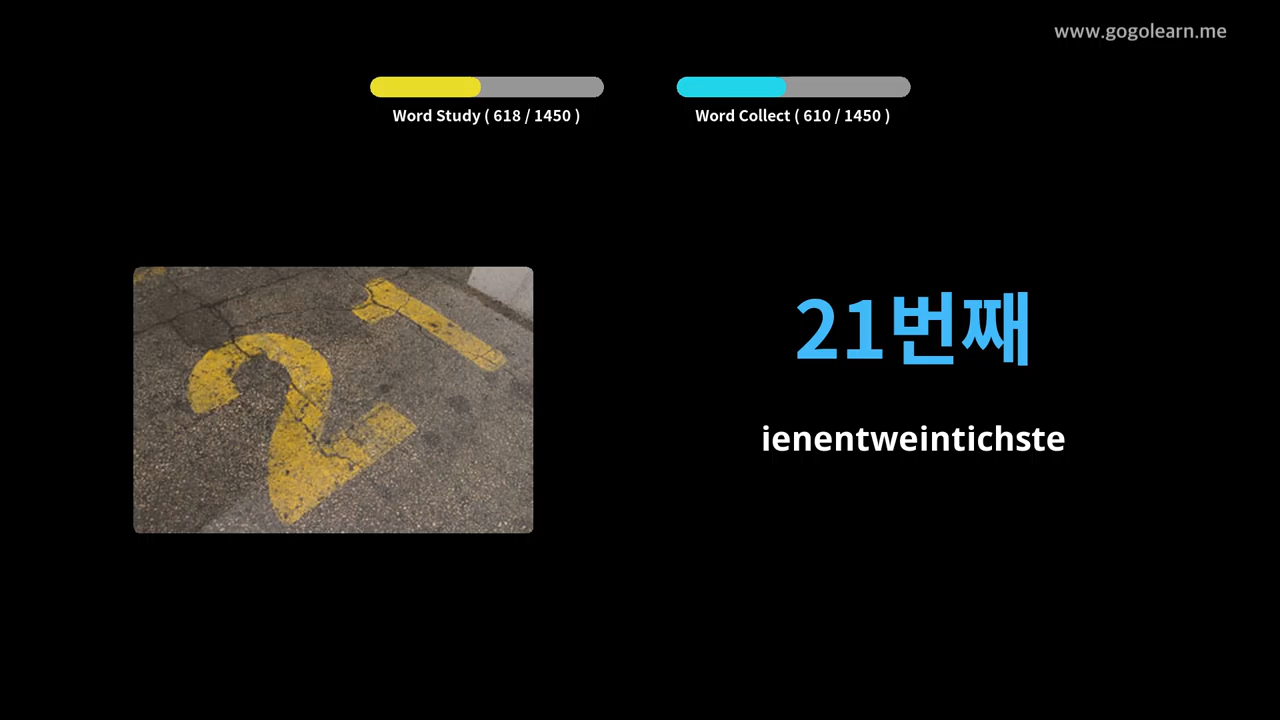 www.gogolearn.me
Word Study ( 618 / 1450 )
Word Collect ( 610 / 1450 )
21
21번째
ienentweintichste